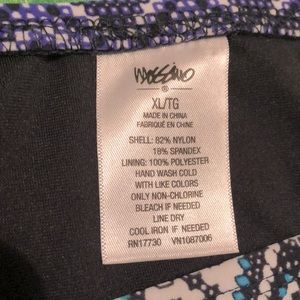 mossimo
®
XL/TG
MADE IN CHINA
FABRIQUÉ EN CHINE
SHELL: 82% NYLON
18% SPANDEX
LINING: 100% POLYESTER
HAND WASH COLD
WITH LIKE COLORS
ONLY NON-CHLORINE
BLEACH IF NEEDED
LINE DRY
COOL IRON IF NEEDED
RN17730 VN1087006